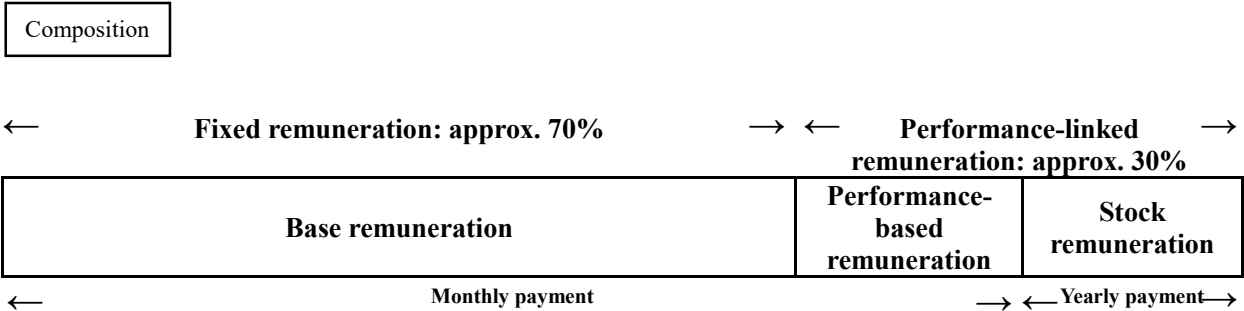 Composition
← Fixed remuneration: approx. 70% → ← Performance-linked →
remuneration: approx. 30%
Base remuneration
Performance-
based
remuneration
Stock
remuneration
← Monthly payment → ← Yearly payment →